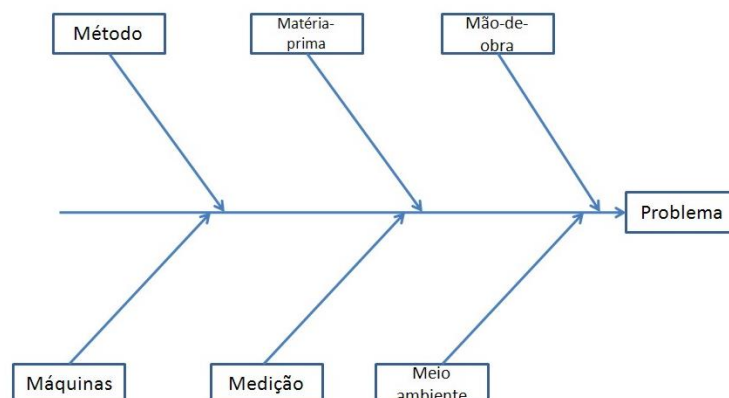 Método
Matéria-
prima
Mão-de-
obra
Problema
Máquinas
Medição
Meio
ambiente